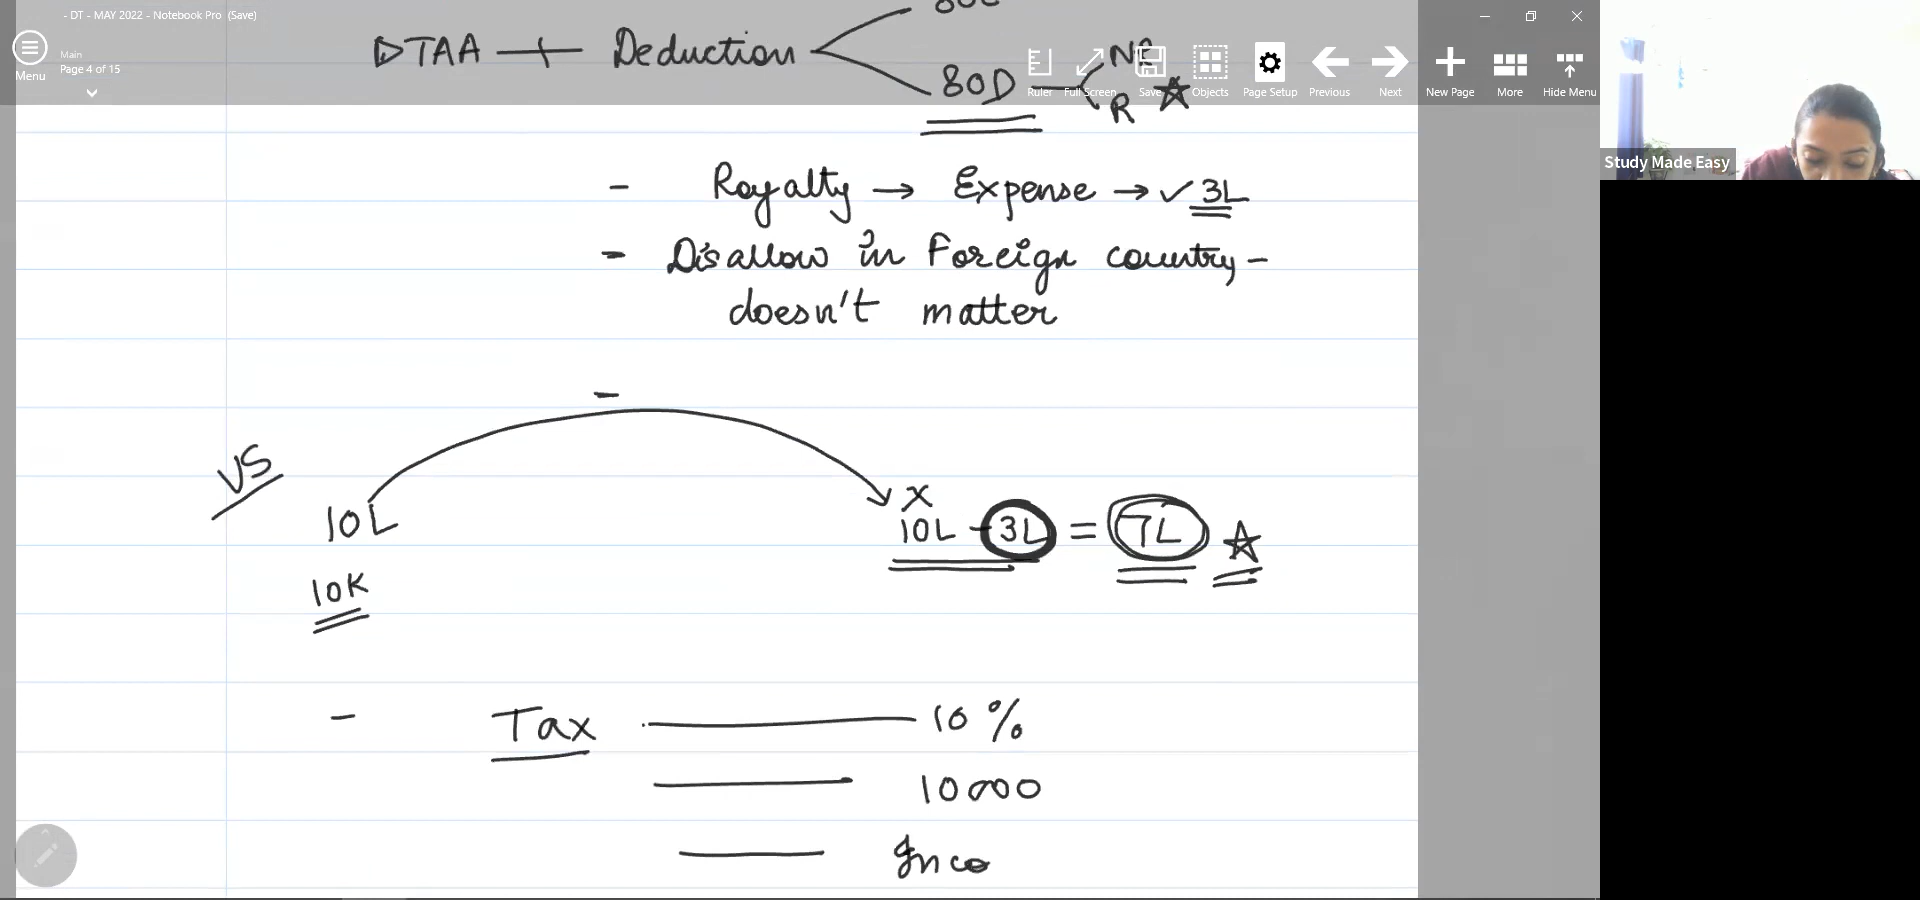 - DT - MAY 2022 - Notebook Pro (Save)
Main
Page 4 of 15
Menu
Ruler
Full Screen
Save
Objects
Page Setup
Previous
Next
New Page
More
Hide Menu
Study Made Easy
DTAA + Deduction
80D
R
- Royalty → Expense → ✓ 3L
- Disallow in Foreign country -
doesn't matter
-
VS
10L
x
10L - 3L = 7L ☆
10K
- Tax — 10 %
— 10000
— Inco